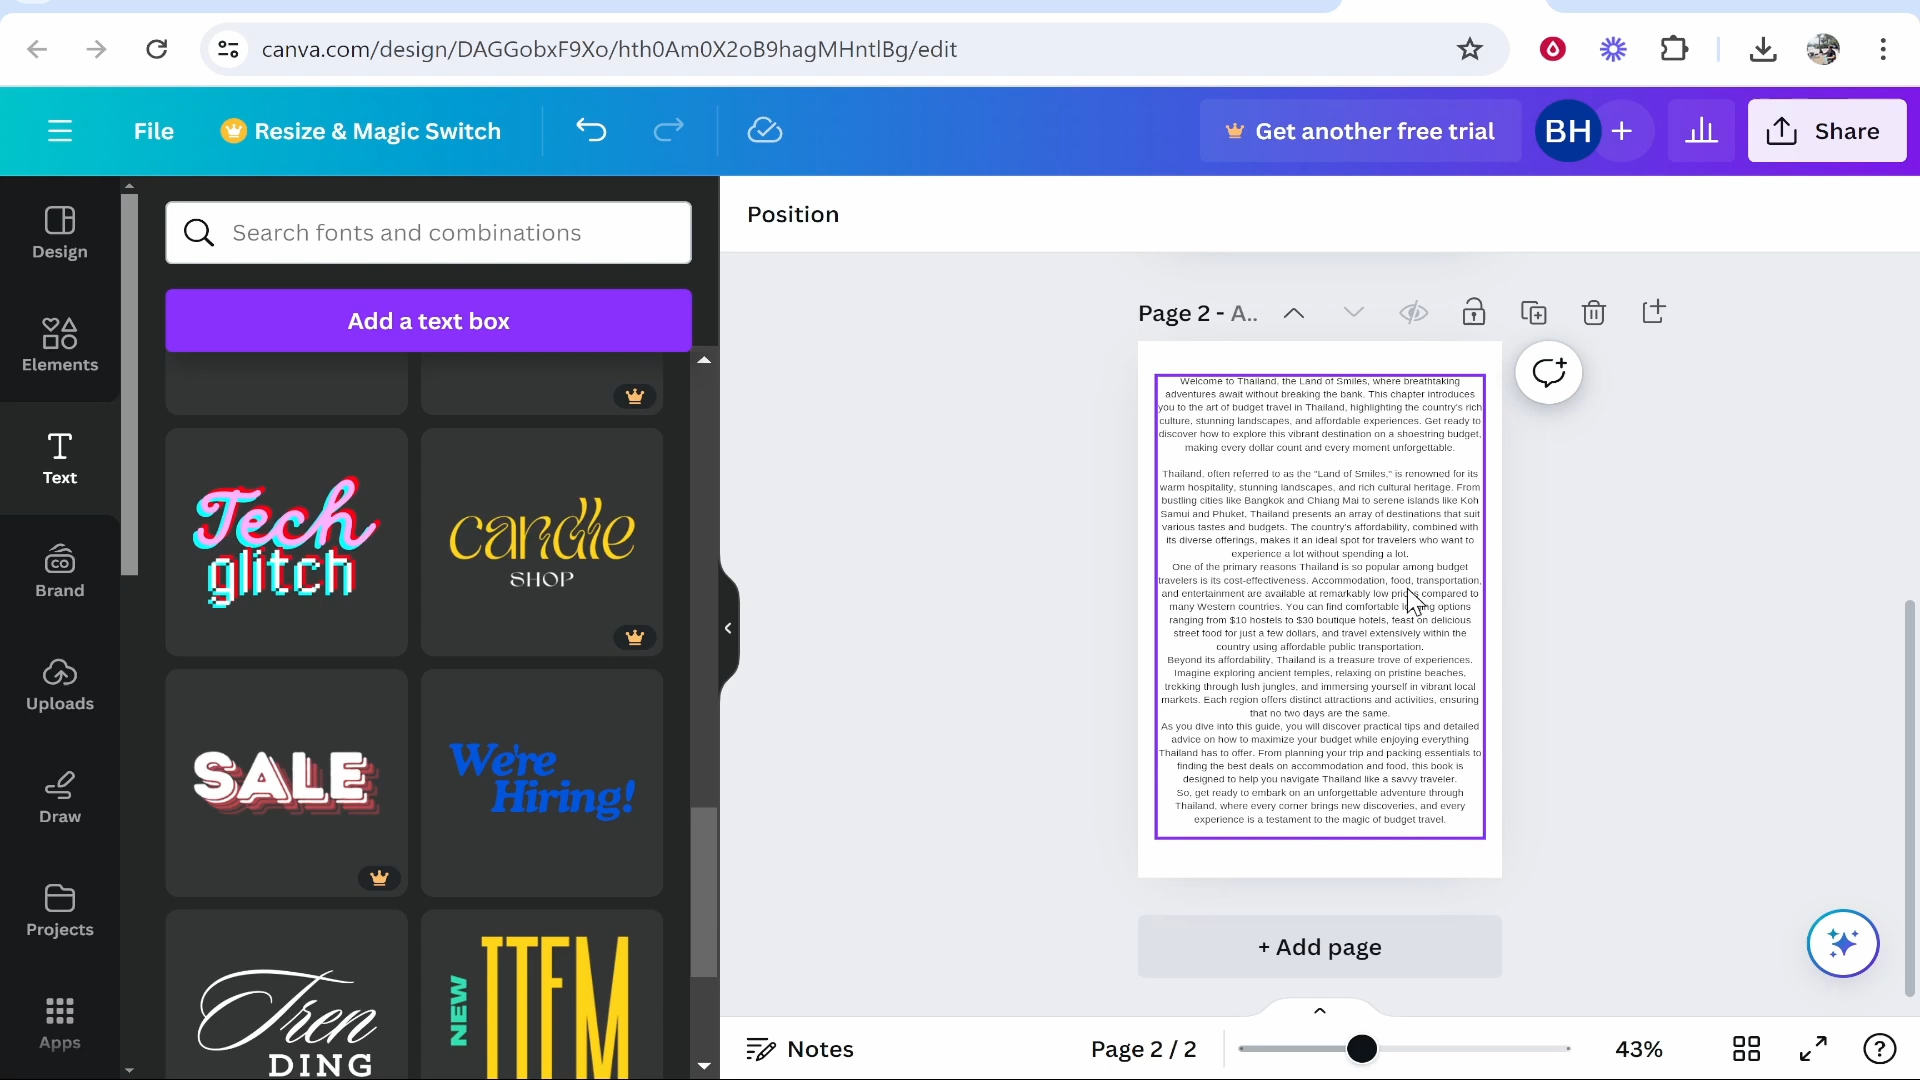 canva.com/design/DAGGobxF9Xo/hth0Am0X2oB9hagMHntlBg/edit
File
Resize & Magic Switch
Get another free trial
BH
+
Share
Design
Elements
Text
Brand
Uploads
Draw
Projects
Apps
Search fonts and combinations
Add a text box
Tech
glitch
candle
SHOP
SALE
We're
Hiring!
Tren
DING
NEW
ITEM
Position
Page 2 - A..
Welcome to Thailand, the Land of Smiles, where breathtaking
adventures await without breaking the bank. This chapter introduces
you to the art of budget travel in Thailand, highlighting the country's rich
culture, stunning landscapes, and affordable experiences. Get ready to
discover how to explore this vibrant destination on a shoestring budget,
making every dollar count and every moment unforgettable.
Thailand, often referred to as the "Land of Smiles," is renowned for its
warm hospitality, stunning landscapes, and rich cultural heritage. From
bustling cities like Bangkok and Chiang Mai to serene islands like Koh
Samui and Phuket, Thailand presents an array of destinations that suit
various tastes and budgets. The country's affordability, combined with
its diverse offerings, makes it an ideal spot for travelers who want to
experience a lot without spending a lot.
One of the primary reasons Thailand is so popular among budget
travelers is its cost-effectiveness. Accommodation, food, transportation,
and entertainment are available at remarkably low compared to
many Western countries. You can find comfortable options
ranging from $10 hostels to $30 boutique hotels, feast on delicious
street food for just a few dollars, and travel extensively within the
country using affordable public transportation.
Beyond its affordability, Thailand is a treasure trove of experiences.
Imagine exploring ancient temples, relaxing on pristine beaches,
trekking through lush jungles, and immersing yourself in vibrant local
markets. Each region offers distinct attractions and activities, ensuring
that no two days are the same.
As you dive into this guide, you will discover practical tips and detailed
advice on how to maximize your budget while enjoying everything
Thailand has to offer. From planning your trip and packing essentials to
finding the best deals on accommodation and food, this book is
designed to help you navigate Thailand like a savvy traveler.
So, get ready to embark on an unforgettable adventure through
Thailand, where every corner brings new discoveries, and every
experience is a testament to the magic of budget travel.
+ Add page
Notes
Page 2 / 2
43%